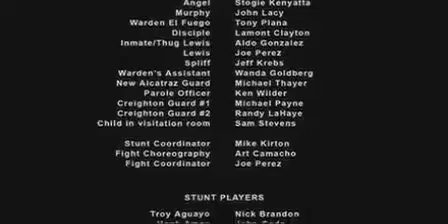 Angel Stogie Kenyatta
Murphy John Lacy
Warden El Fuego Tony Plana
Disciple Lamont Clayton
Inmate/Thug Lewis Aldo Gonzalez
Lewis Joe Perez
Spliff Jeff Krebs
Warden's Assistant Wanda Goldberg
New Alcatraz Guard Michael Thayer
Parole Officer Ken Wilder
Creighton Guard #1 Michael Payne
Creighton Guard #2 Randy LaHaye
Child in visitation room Sam Stevens
Stunt Coordinator Mike Kirton
Fight Choreography Art Camacho
Fight Coordinator Joe Perez
STUNT PLAYERS
Troy Aguayo Nick Brandon